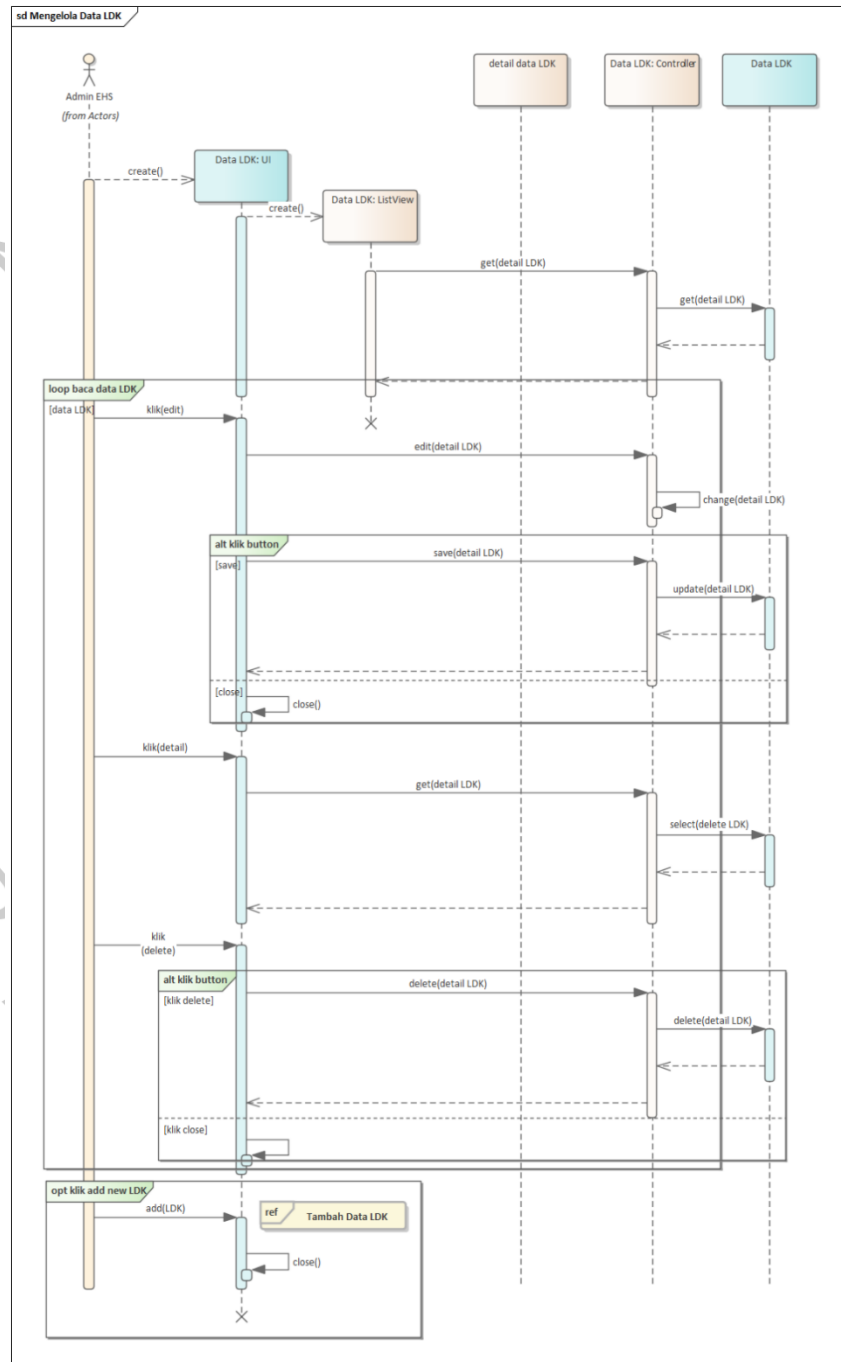 sd Mengelola Data LDK
detail data LDK
Data LDK: Controller
Data LDK
Admin EHS
(from Actors)
Data LDK: UI
create()
Data LDK: ListView
create()
get(detail LDK)
get(detail LDK)
loop baca data LDK
[data LDK]
klik(edit)
edit(detail LDK)
change(detail LDK)
alt klik button
[save]
save(detail LDK)
update(detail LDK)
[close]
close()
klik(detail)
get(detail LDK)
select(delete LDK)
klik
(delete)
alt klik button
[klik delete]
delete(detail LDK)
delete(detail LDK)
[klik close]
opt klik add new LDK
add(LDK)
ref
Tambah Data LDK
close()